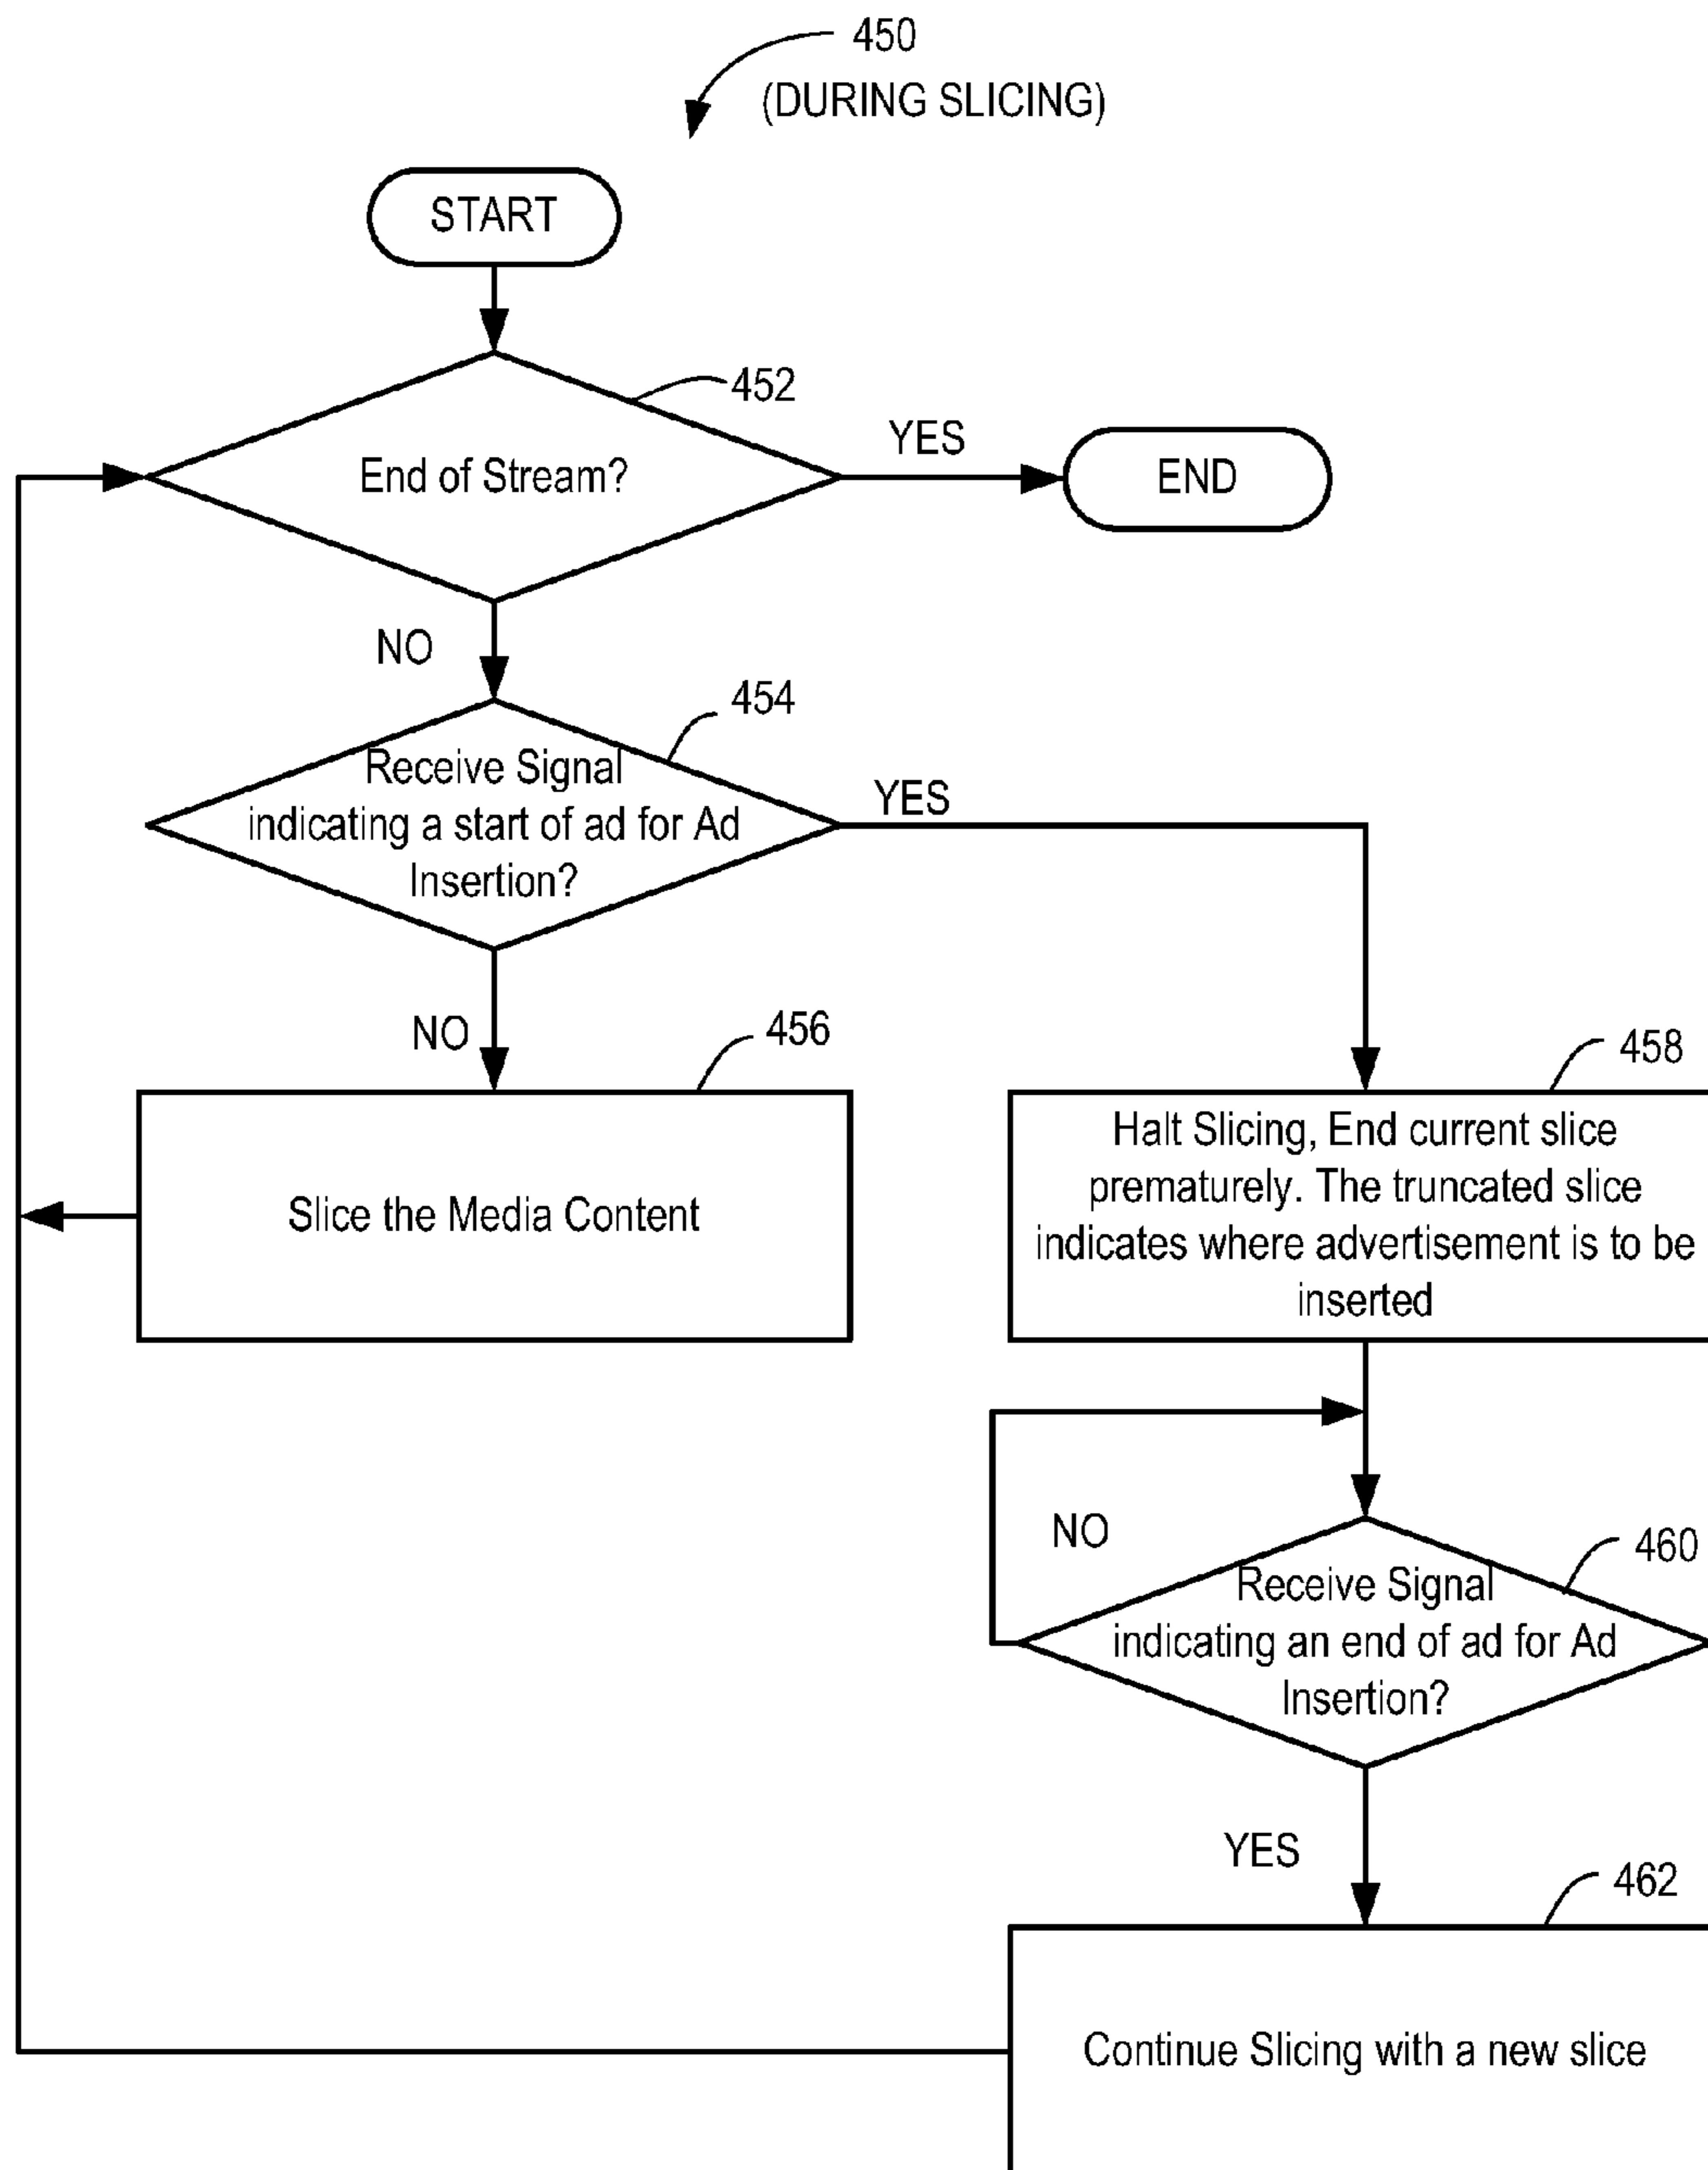 450
(DURING SLICING)
START
452
End of Stream?
YES
END
NO
454
Receive Signal
indicating a start of ad for Ad
Insertion?
YES
NO
456
Slice the Media Content
458
Halt Slicing, End current slice
prematurely. The truncated slice
indicates where advertisement is to be
inserted
NO
460
Receive Signal
indicating an end of ad for Ad
Insertion?
YES
462
Continue Slicing with a new slice